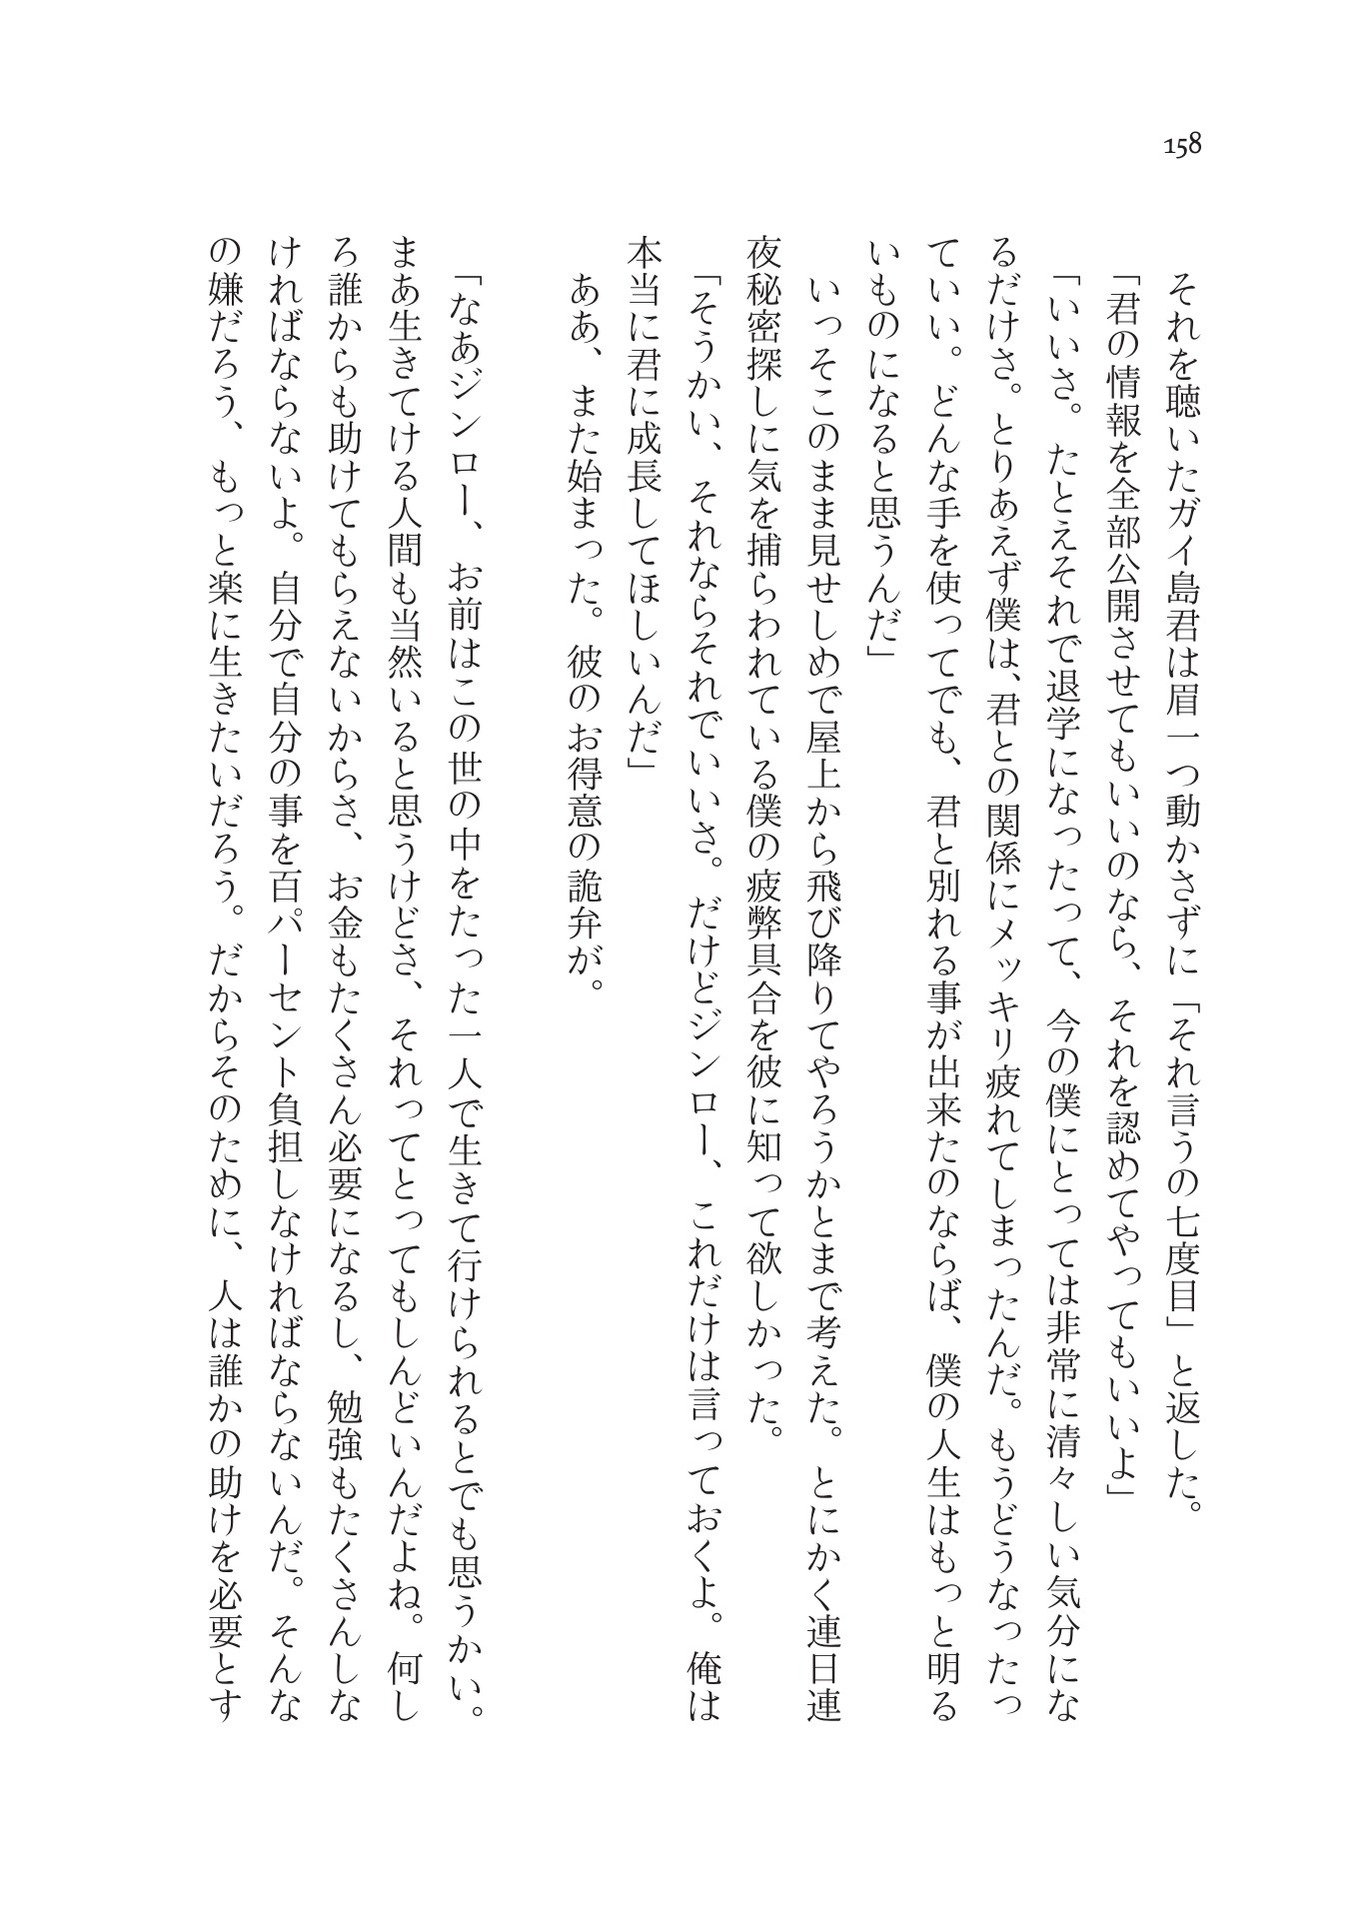 158
それを聴いたガイ島君は眉一つ動かさずに「それ言うの七度目」と返した。
「君の情報を全部公開させてもいいのなら、それを認めてやってもいいよ」
「いいさ。たとえそれで退学になったって、今の僕にとっては非常に清々しい気分にな
るだけさ。とりあえず僕は、君との関係にメッキリ疲れてしまったんだ。もうどうなったっ
ていい。どんな手を使ってでも、君と別れる事が出来たのならば、僕の人生はもっと明る
いものになると思うんだ」
いっそこのまま見せしめで屋上から飛び降りてやろうかとまで考えた。とにかく連日連
夜秘密探しに気を捕らわれている僕の疲弊具合を彼に知って欲しかった。
「そうかい、それならそれでいいさ。だけどジンロー、これだけは言っておくよ。俺は
本当に君に成長してほしいんだ」
ああ、また始まった。彼のお得意の詭弁が。
「なあジンロー、お前はこの世の中をたった一人で生きて行けられるとでも思うかい。
まあ生きてける人間も当然いると思うけどさ、それってとってもしんどいんだよね。何し
ろ誰からも助けてもらえないからさ、お金もたくさん必要になるし、勉強もたくさんしな
ければならないよ。自分で自分の事を百パーセント負担しなければならないんだ。そんな
の嫌だろう、もっと楽に生きたいだろう。だからそのために、人は誰かの助けを必要とす